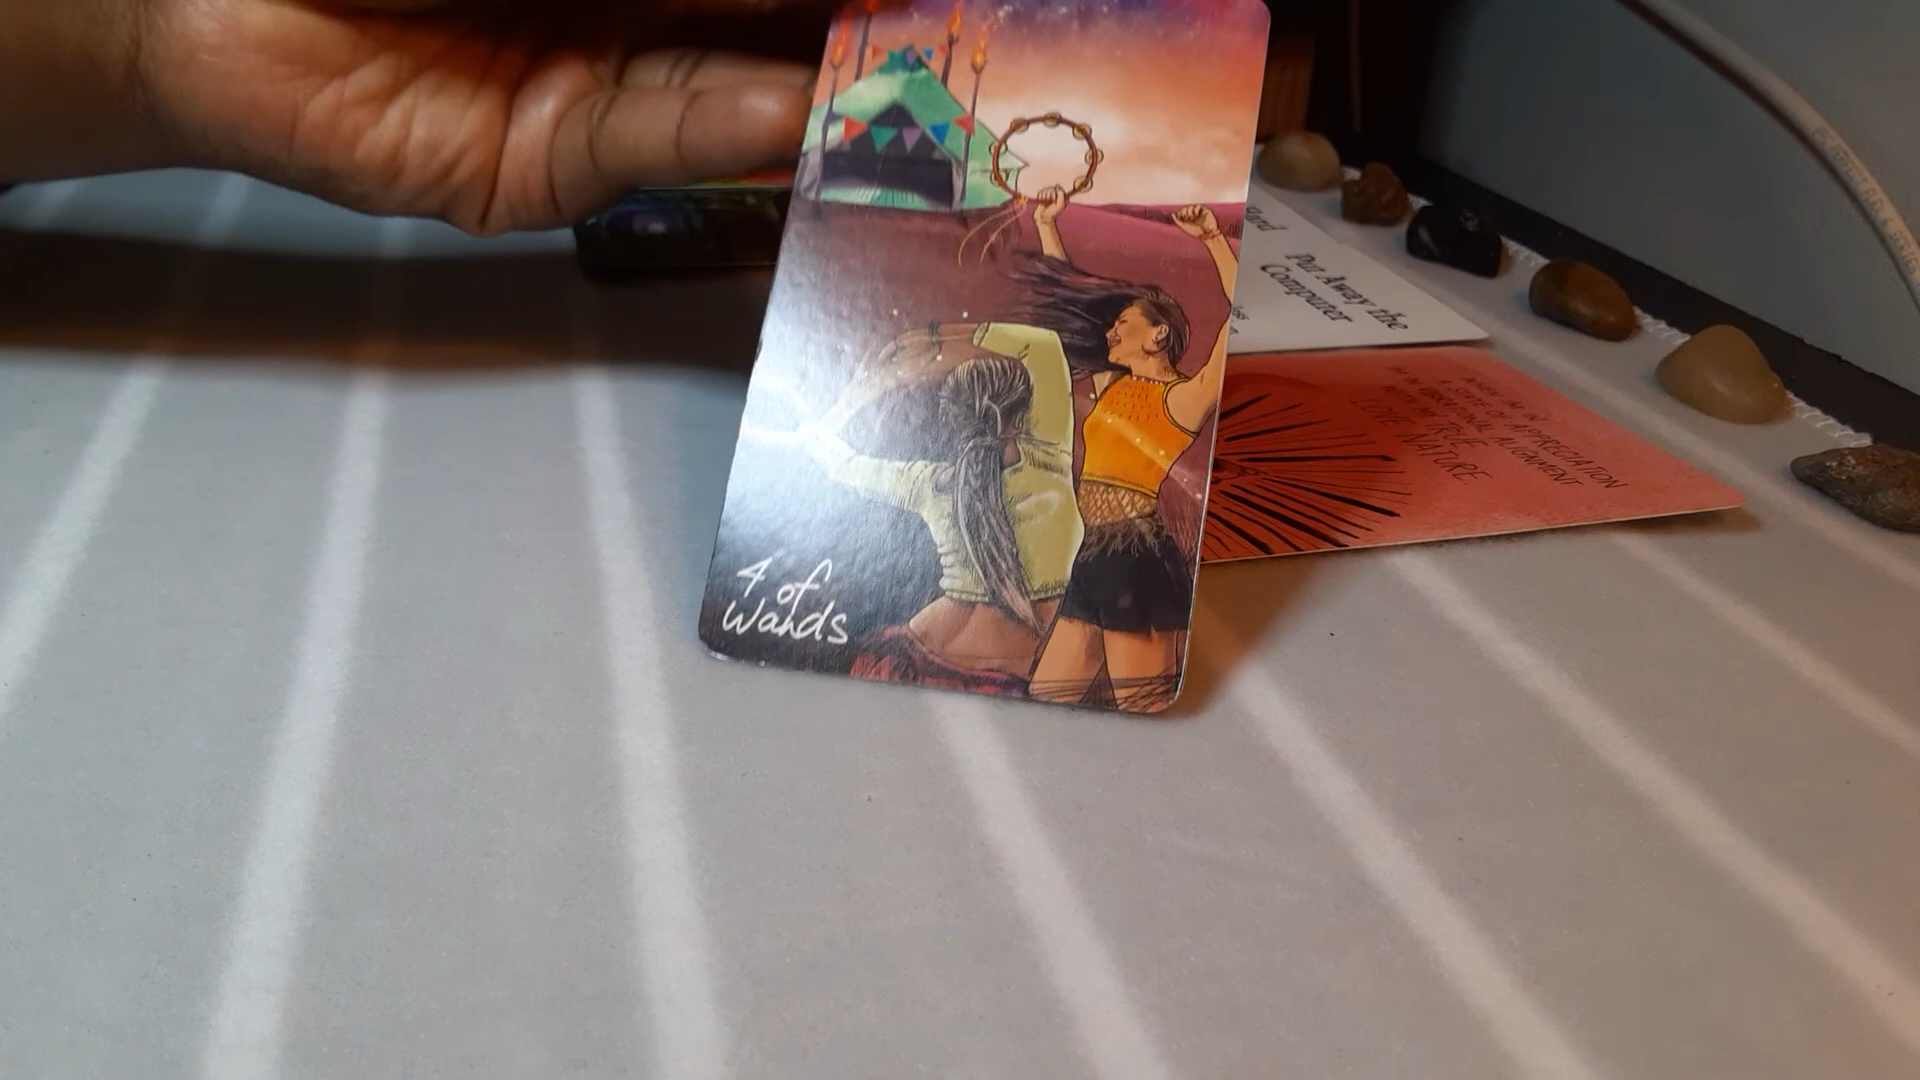 4 of
Wands
Put Away the
Computer
WHEN I'M IN
A STATE OF APPRECIATION
I'M IN VIBRATIONAL ALIGNMENT
WITH MY TRUE
LOVE NATURE